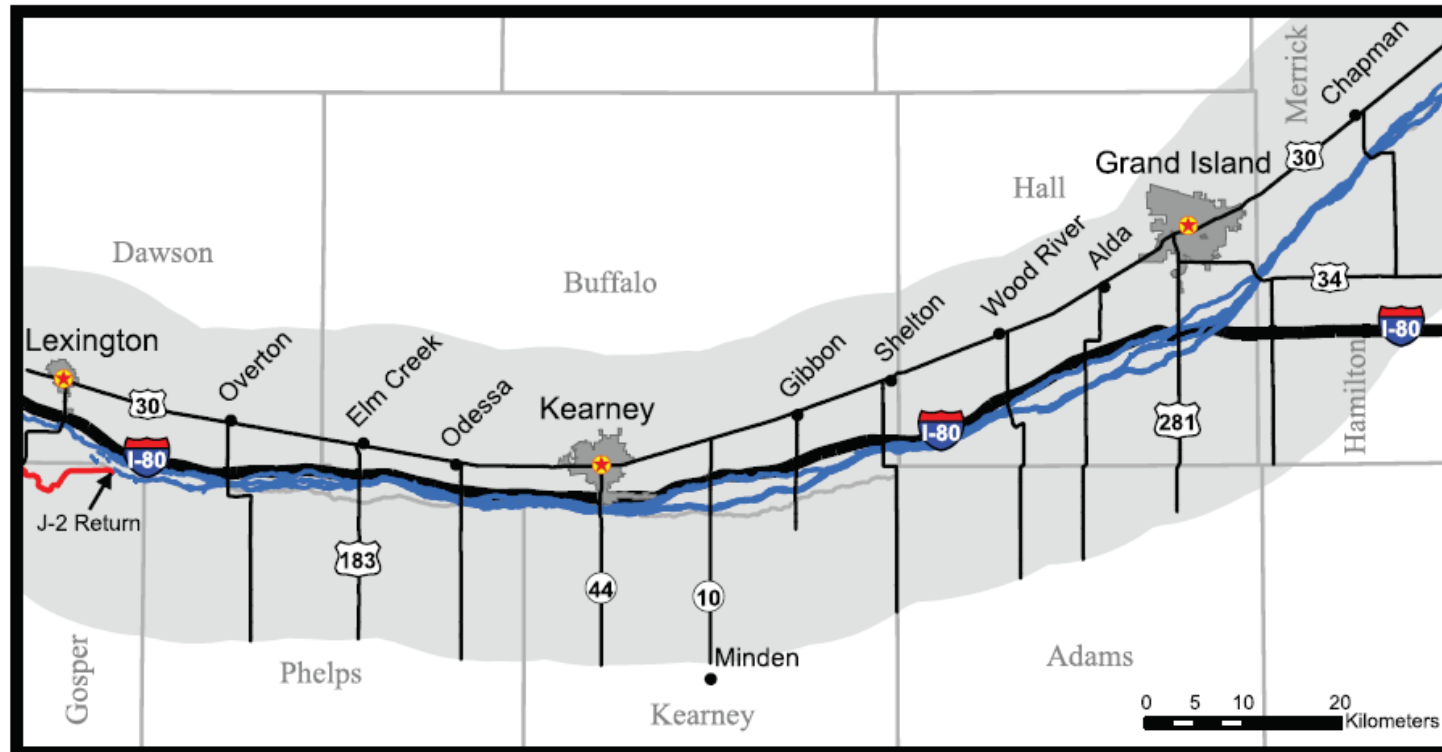 Merrick
Chapman
30
Grand Island
Hall
Dawson
Buffalo
Wood River
Alda
34
I-80
Lexington
Overton
30
Elm Creek
Odessa
Kearney
Gibbon
Shelton
I-80
281
Hamilton
I-80
J-2 Return
183
44
10
Minden
Gosper
Phelps
Kearney
Adams
0 5 10 20
Kilometers